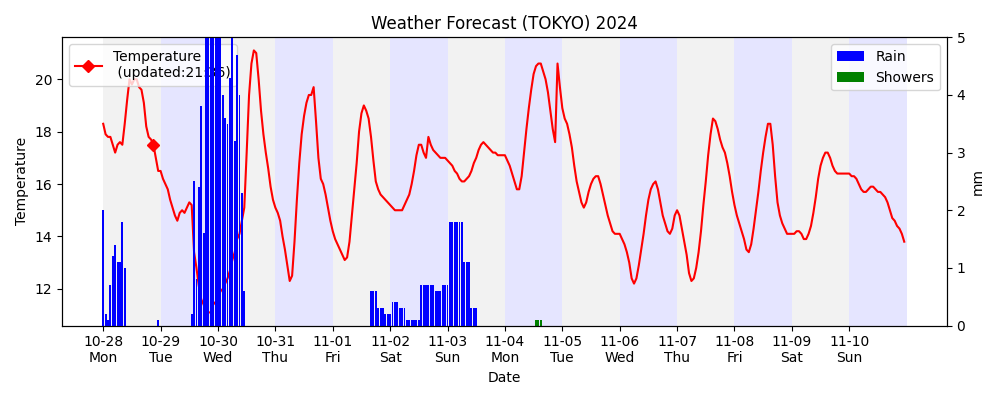 Weather Forecast (TOKYO) 2024
Temperature
(updated:21:35)
Rain
Showers
Temperature
20
18
16
14
12
5
4
3
2
1
0
mm
10-28 10-29 10-30 10-31 11-01 11-02 11-03 11-04 11-05 11-06 11-07 11-08 11-09 11-10
Mon Tue Wed Thu Fri Sat Sun Mon Tue Wed Thu Fri Sat Sun
Date